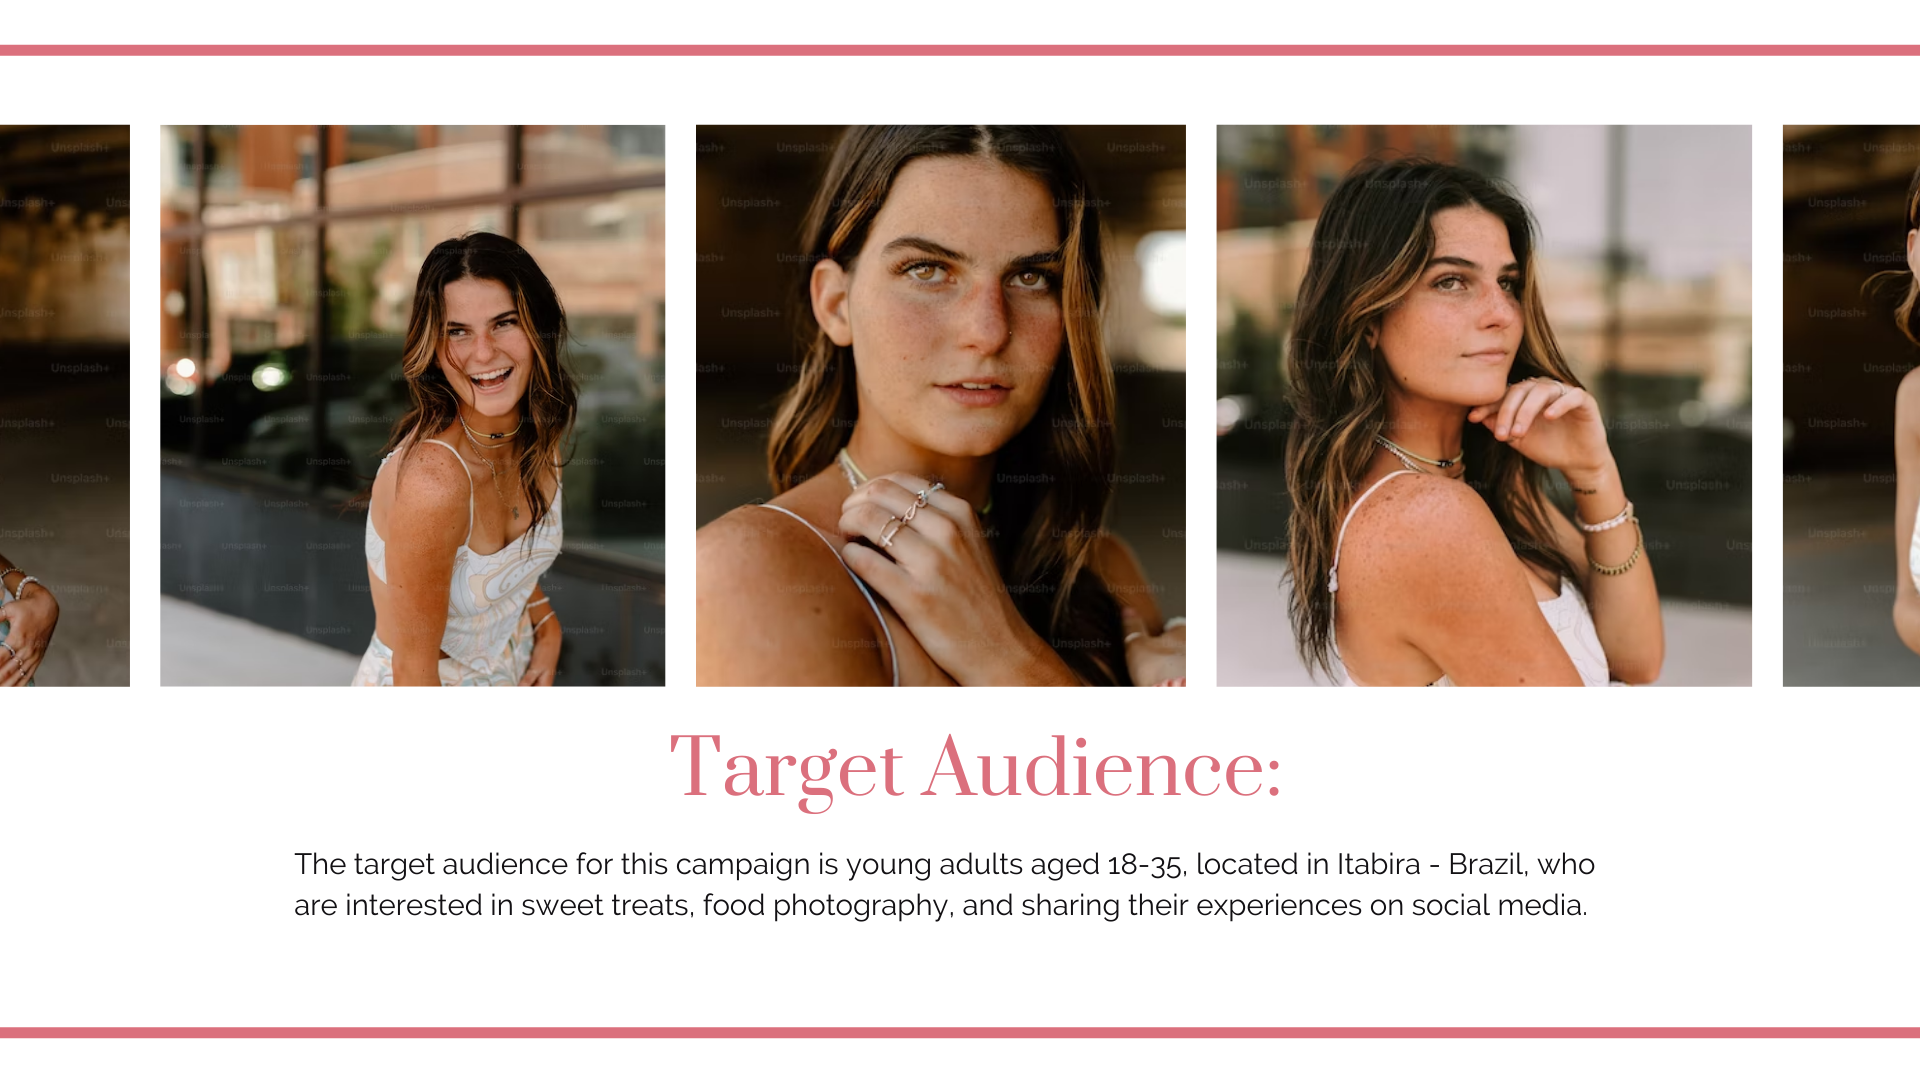 Target Audience:
The target audience for this campaign is young adults aged 18-35, located in Itabira - Brazil, who
are interested in sweet treats, food photography, and sharing their experiences on social media.